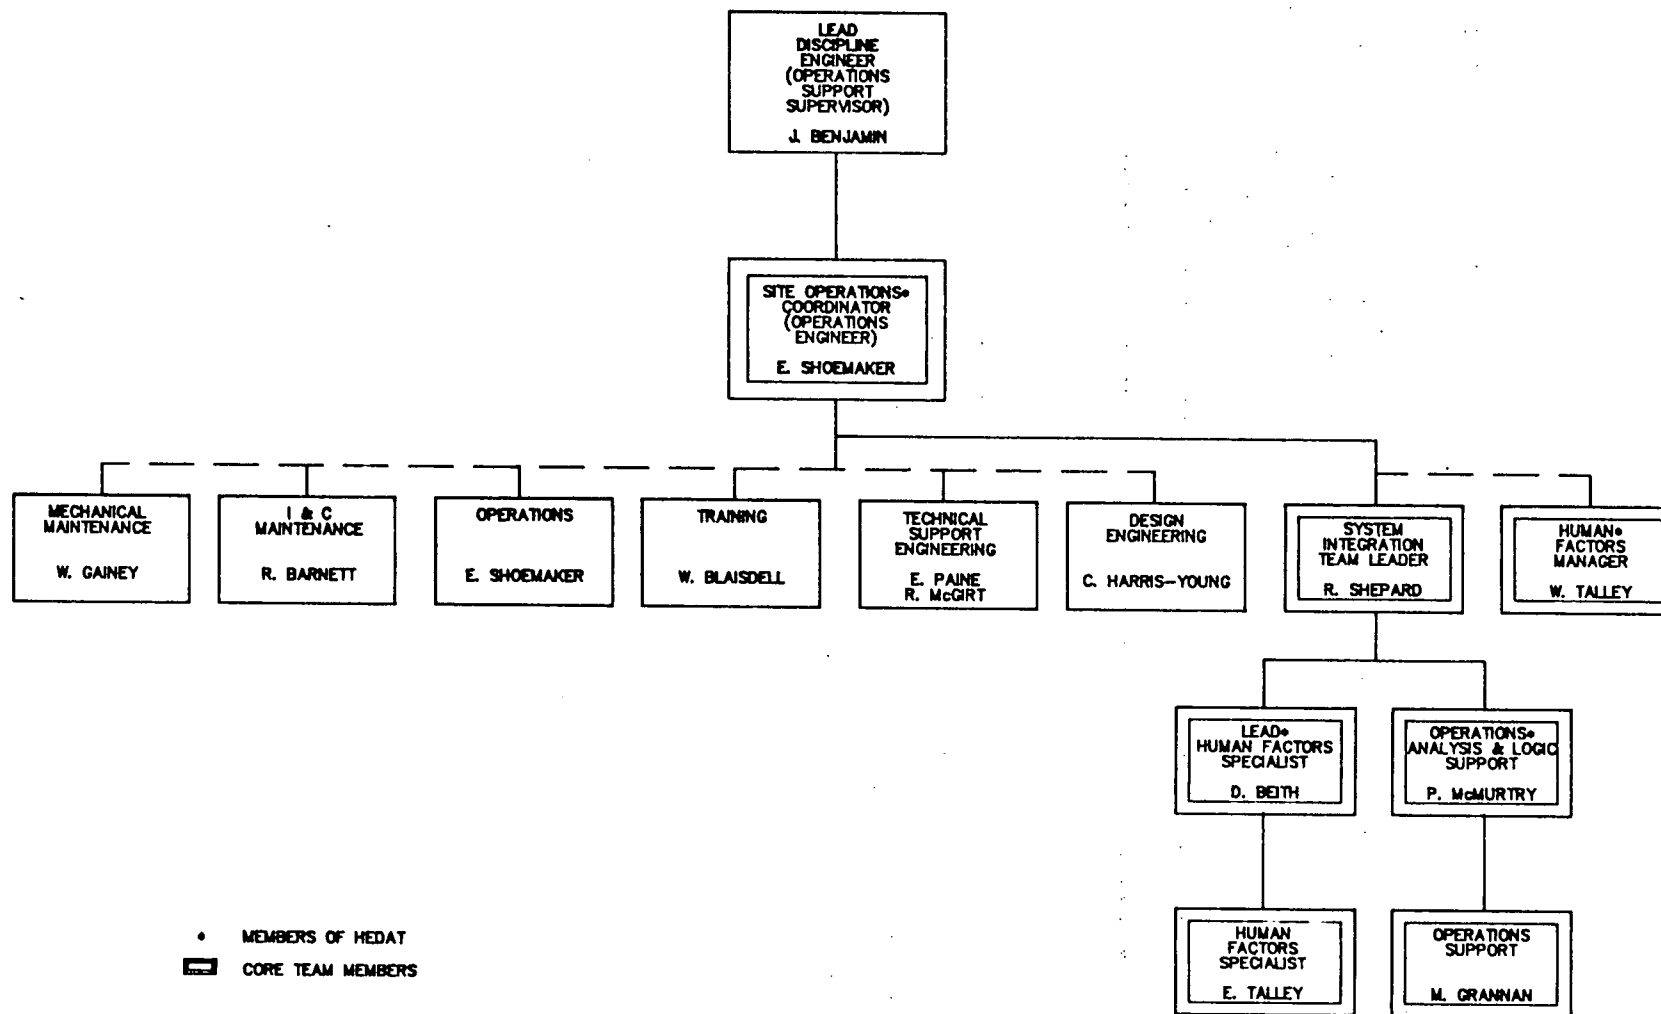 LEAD
DISCIPLINE
ENGINEER
(OPERATIONS
SUPPORT
SUPERVISOR)
J. BENJAMIN
SITE OPERATIONS*
COORDINATOR
(OPERATIONS
ENGINEER)
E. SHOEMAKER
MECHANICAL
MAINTENANCE
W. GAINEY
I & C
MAINTENANCE
R. BARNETT
OPERATIONS
E. SHOEMAKER
TRAINING
W. BLAISDELL
TECHNICAL
SUPPORT
ENGINEERING
E. PAINE
R. McGIRT
DESIGN
ENGINEERING
C. HARRIS-YOUNG
SYSTEM
INTEGRATION
TEAM LEADER
R. SHEPARD
HUMAN*
FACTORS
MANAGER
W. TALLEY
LEAD*
HUMAN FACTORS
SPECIALIST
D. BEITH
OPERATIONS*
ANALYSIS & LOGIC
SUPPORT
P. McMURTRY
HUMAN
FACTORS
SPECIALIST
E. TALLEY
OPERATIONS
SUPPORT
M. GRANNAN
* MEMBERS OF HEDAT
CORE TEAM MEMBERS